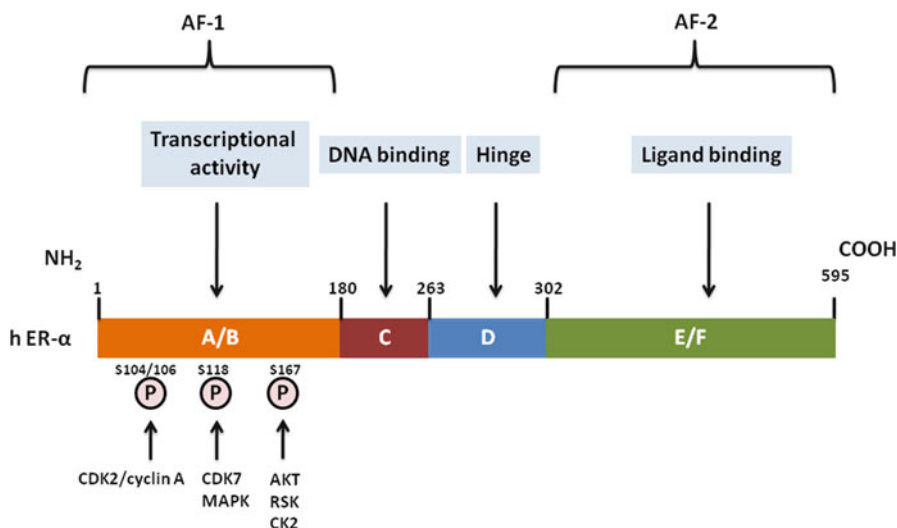 AF-1
AF-2
Transcriptional
activity
DNA binding
Hinge
Ligand binding
NH₂
COOH
1
180
263
302
595
h ER-α
A/B
C
D
E/F
S104/106
S118
S167
P
P
P
CDK2/cyclin A
CDK7
MAPK
AKT
RSK
CK2